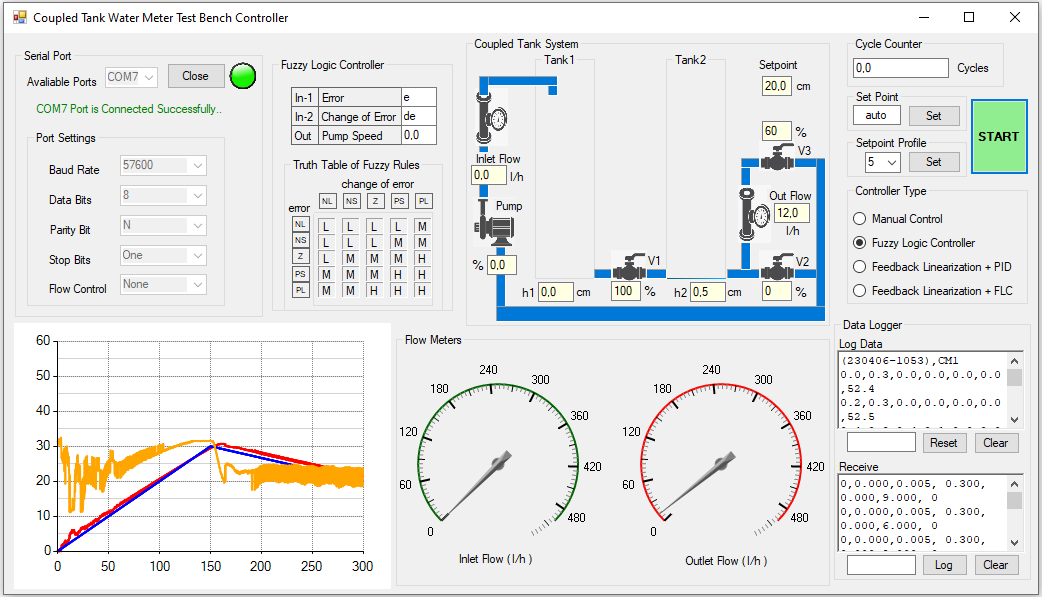 Coupled Tank Water Meter Test Bench Controller
Serial Port
Avaliable Ports COM7 Close
COM7 Port is Connected Successfully..
Port Settings
Baud Rate 57600
Data Bits 8
Parity Bit N
Stop Bits One
Flow Control None
Fuzzy Logic Controller
In-1 Error e
In-2 Change of Error de
Out Pump Speed 0,0
Truth Table of Fuzzy Rules
change of error
error NL NS Z PS PL
NL L L L L M
NS L L L M M
Z L M M M H
PS M M M H H
PL M M H H H
Coupled Tank System
Tank1
Tank2
Setpoint
20,0 cm
60 %
V3
Inlet Flow
0,0 l/h
Pump
% 0,0
Out Flow
12,0
l/h
V1
V2
h1 0,0 cm
100 %
h2 0,5 cm
0 %
Cycle Counter
0,0 Cycles
Set Point
auto Set
START
Setpoint Profile
5 Set
Controller Type
Manual Control
Fuzzy Logic Controller
Feedback Linearization + PID
Feedback Linearization + FLC
60
50
40
30
20
10
0
0 50 100 150 200 250 300
Flow Meters
0 60 120 180 240 300 360 420 480
Inlet Flow ( l/h )
0 60 120 180 240 300 360 420 480
Outlet Flow ( l/h )
Data Logger
Log Data
(230406-1053),CM1
0.0,0.3,0.0,0.0,0.0,0.0
,52.4
0.2,0.3,0.0,0.0,0.0,0.0
,52.5
Reset Clear
Receive
0,0.000,0.005, 0.300,
0.000,9.000, 0
0,0.000,0.005, 0.300,
0.000,6.000, 0
0,0.000,0.005, 0.300,
Log Clear